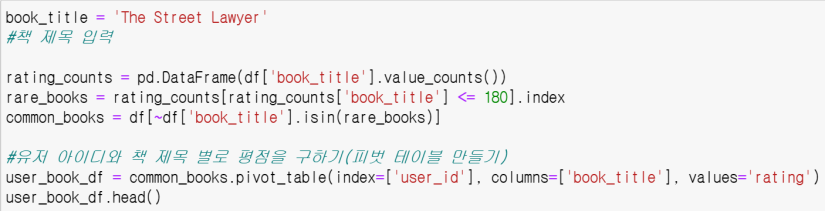 book_title = 'The Street Lawyer'
#책 제목 입력
rating_counts = pd.DataFrame(df['book_title'].value_counts())
rare_books = rating_counts[rating_counts['book_title'] <= 180].index
common_books = df[~df['book_title'].isin(rare_books)]
#유저 아이디와 책 제목 별로 평점을 구하기(피벗 테이블 만들기)
user_book_df = common_books.pivot_table(index=['user_id'], columns=['book_title'], values='rating')
user_book_df.head()